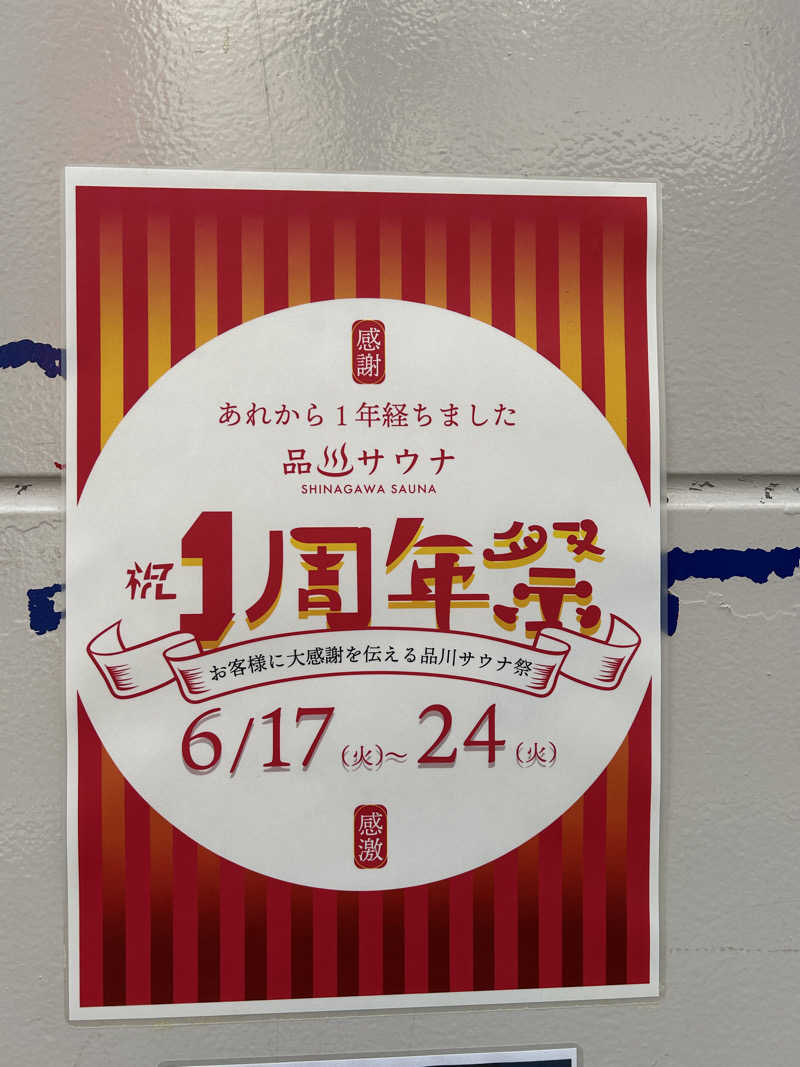 感謝
あれから1年経ちました
品川サウナ
SHINAGAWA SAUNA
祝1周年祭
お客様に大感謝を伝える品川サウナ祭
6/17(火)~24(火)
感激